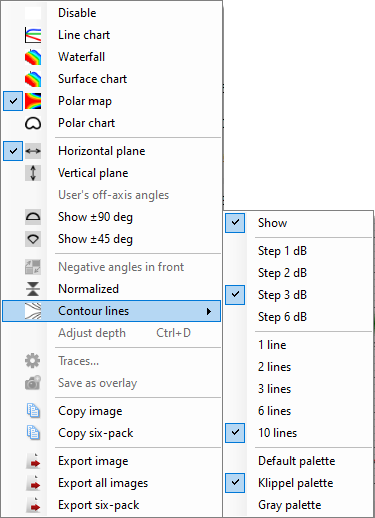 Disable
Line chart
Waterfall
Surface chart
Polar map
Polar chart
Horizontal plane
Vertical plane
User's off-axis angles
Show ±90 deg
Show ±45 deg
Negative angles in front
Normalized
Contour lines
Adjust depth Ctrl+D
Traces...
Save as overlay
Copy image
Copy six-pack
Export image
Export all images
Export six-pack
Show
Step 1 dB
Step 2 dB
Step 3 dB
Step 6 dB
1 line
2 lines
3 lines
6 lines
10 lines
Default palette
Klippel palette
Gray palette